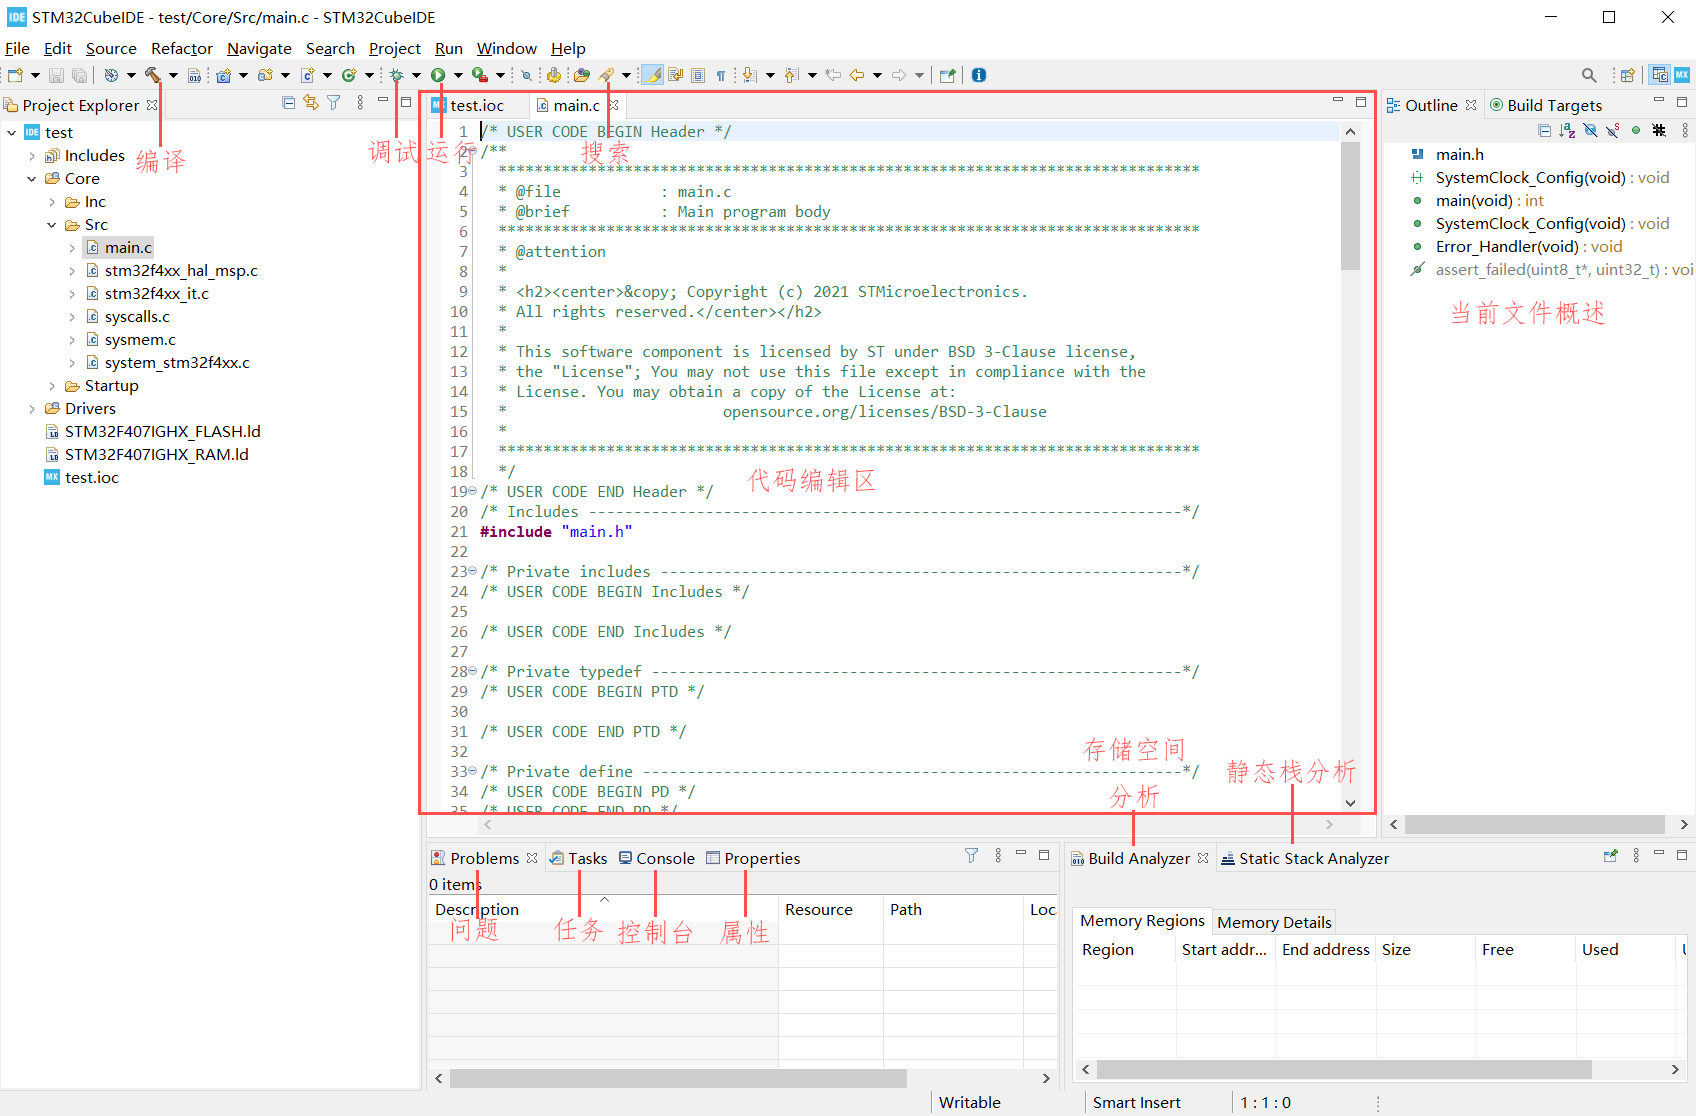 STM32CubeIDE - test/Core/Src/main.c - STM32CubeIDE
File Edit Source Refactor Navigate Search Project Run Window Help
Project Explorer
test
Includes
Core
Inc
Src
main.c
stm32f4xx_hal_msp.c
stm32f4xx_it.c
syscalls.c
sysmem.c
system_stm32f4xx.c
Startup
Drivers
STM32F407IGHX_FLASH.ld
STM32F407IGHX_RAM.ld
test.ioc
编译
调试
运行
搜索
test.ioc main.c
1 /* USER CODE BEGIN Header */
2 /**
3 ******************************************************************************
4 * @file : main.c
5 * @brief : Main program body
6 ******************************************************************************
7 * @attention
8 *
9 * <h2><center>&copy; Copyright (c) 2021 STMicroelectronics.
10 * All rights reserved.</center></h2>
11 *
12 * This software component is licensed by ST under BSD 3-Clause license,
13 * the "License"; You may not use this file except in compliance with the
14 * License. You may obtain a copy of the License at:
15 * opensource.org/licenses/BSD-3-Clause
16 *
17 ******************************************************************************
18 */
19 /* USER CODE END Header */
20 /* Includes ------------------------------------------------------------------*/
21 #include "main.h"
22
23 /* Private includes ----------------------------------------------------------*/
24 /* USER CODE BEGIN Includes */
25
26 /* USER CODE END Includes */
27
28 /* Private typedef -----------------------------------------------------------*/
29 /* USER CODE BEGIN PTD */
30
31 /* USER CODE END PTD */
32
33 /* Private define ------------------------------------------------------------*/
34 /* USER CODE BEGIN PD */
35 /* USER CODE END PD */
代码编辑区
存储空间
分析
静态栈分析
Outline Build Targets
main.h
SystemClock_Config(void) : void
main(void) : int
SystemClock_Config(void) : void
Error_Handler(void) : void
assert_failed(uint8_t*, uint32_t) : voi
当前文件概述
Problems Tasks Console Properties
0 items
Description Resource Path Loc
问题 任务 控制台 属性
Build Analyzer Static Stack Analyzer
Memory Regions Memory Details
Region Start addr... End address Size Free Used
Writable Smart Insert 1 : 1 : 0